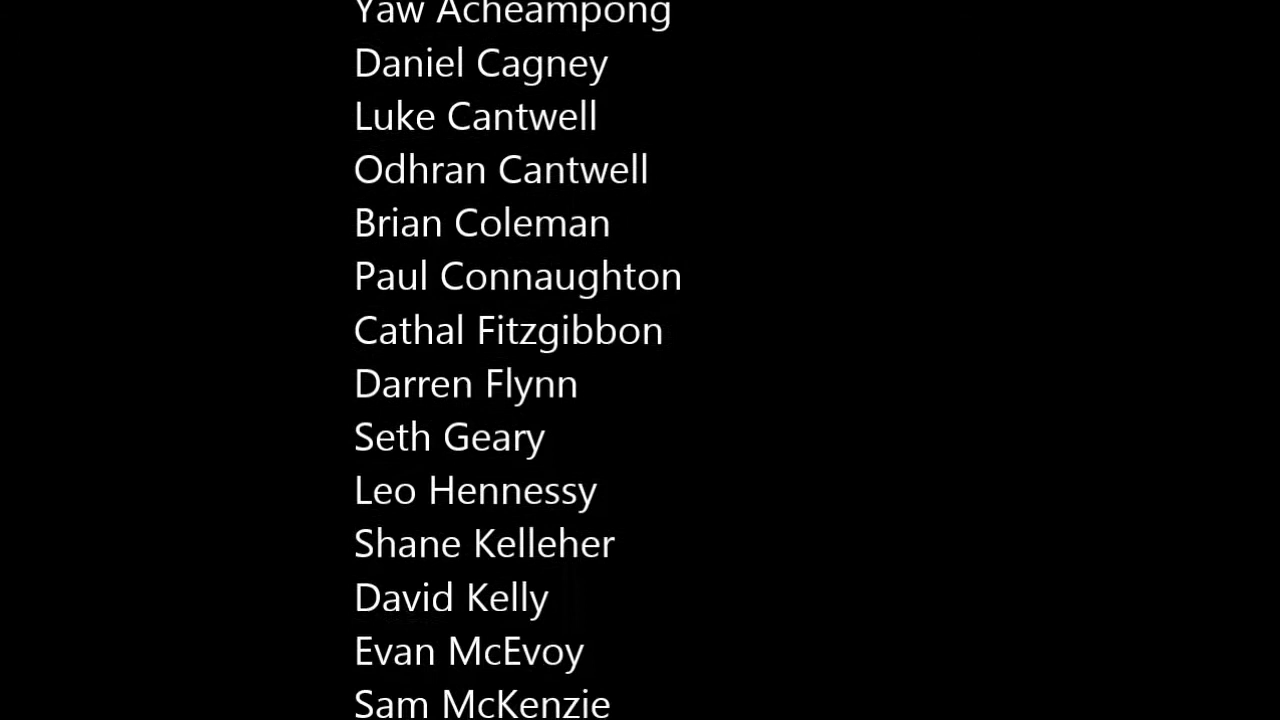 Yaw Acheampong
Daniel Cagney
Luke Cantwell
Odhran Cantwell
Brian Coleman
Paul Connaughton
Cathal Fitzgibbon
Darren Flynn
Seth Geary
Leo Hennessy
Shane Kelleher
David Kelly
Evan McEvoy
Sam McKenzie